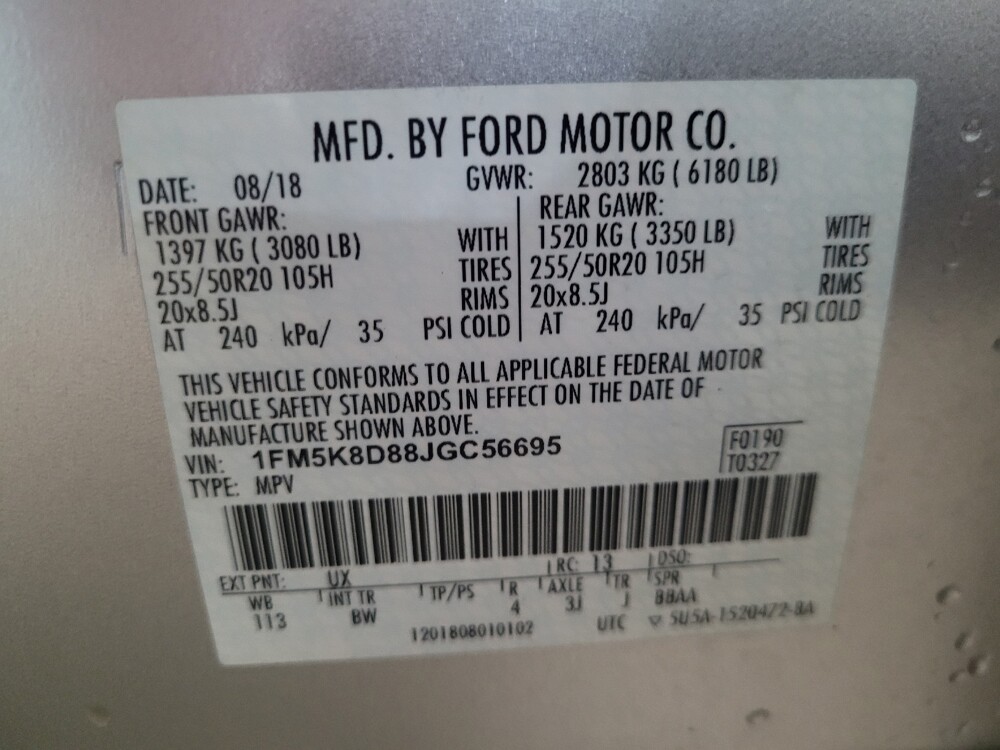 MFD. BY FORD MOTOR CO.
DATE: 08/18 GVWR: 2803 KG ( 6180 LB)
FRONT GAWR: REAR GAWR:
1397 KG ( 3080 LB) WITH 1520 KG ( 3350 LB) WITH
255/50R20 105H TIRES 255/50R20 105H TIRES
20x8.5J RIMS 20x8.5J RIMS
AT 240 kPa/ 35 PSI COLD AT 240 kPa/ 35 PSI COLD
THIS VEHICLE CONFORMS TO ALL APPLICABLE FEDERAL MOTOR
VEHICLE SAFETY STANDARDS IN EFFECT ON THE DATE OF
MANUFACTURE SHOWN ABOVE.
VIN: 1FM5K8D88JGC56695 F0190
TYPE: MPV T0327
EXT PNT: UX RC: 13 DSO:
WB INT TR TP/PS R AXLE TR SPR
113 BW 4 3J J BBAA
1201808010102 UTC ▽ 5U5A-1520472-BA